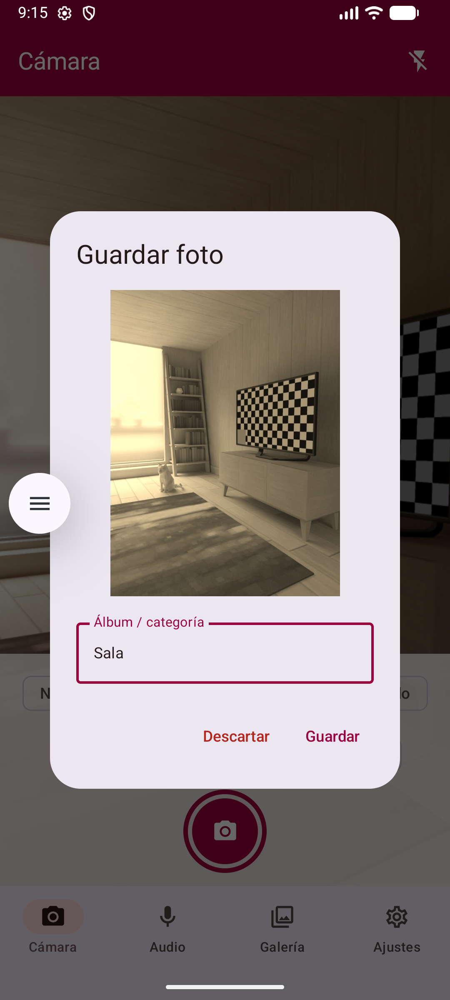 9:15
Cámara
Guardar foto
Álbum / categoría
Sala
Descartar
Guardar
Cámara
Audio
Galería
Ajustes